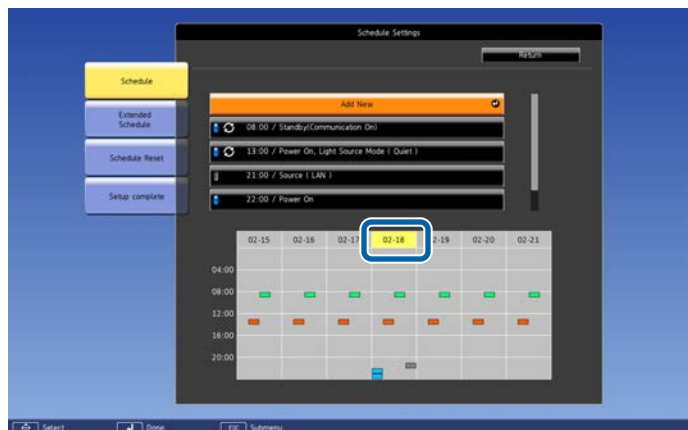 Schedule Settings
Return
Schedule
Extended
Schedule
Schedule Reset
Setup complete
Add New
08:00 / Standby(Communication On)
13:00 / Power On, Light Source Mode ( Quiet )
21:00 / Source ( LAN )
22:00 / Power On
02-15 02-16 02-17 02-18 02-19 02-20 02-21
04:00
08:00
12:00
16:00
20:00
Select Done Submenu